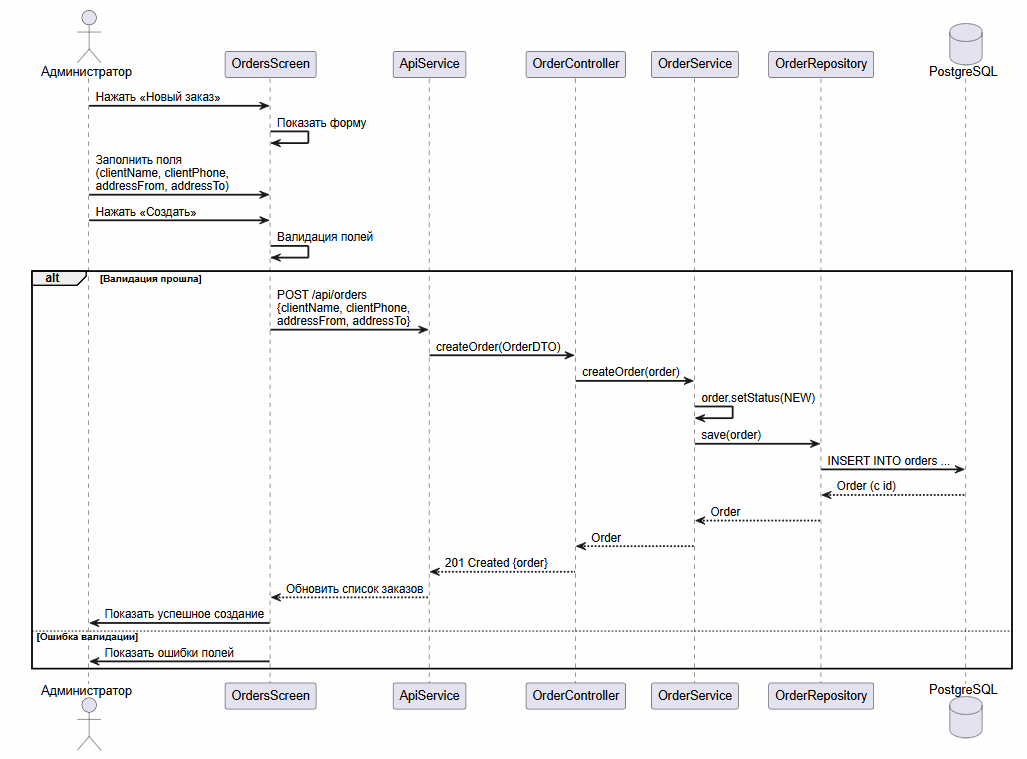 Администратор
OrdersScreen
ApiService
OrderController
OrderService
OrderRepository
PostgreSQL
Нажать «Новый заказ»
Показать форму
Заполнить поля
(clientName, clientPhone,
addressFrom, addressTo)
Нажать «Создать»
Валидация полей
alt
[Валидация прошла]
POST /api/orders
{clientName, clientPhone,
addressFrom, addressTo}
createOrder(OrderDTO)
createOrder(order)
order.setStatus(NEW)
save(order)
INSERT INTO orders ...
Order (с id)
Order
Order
201 Created {order}
Обновить список заказов
Показать успешное создание
[Ошибка валидации]
Показать ошибки полей
Администратор
OrdersScreen
ApiService
OrderController
OrderService
OrderRepository
PostgreSQL